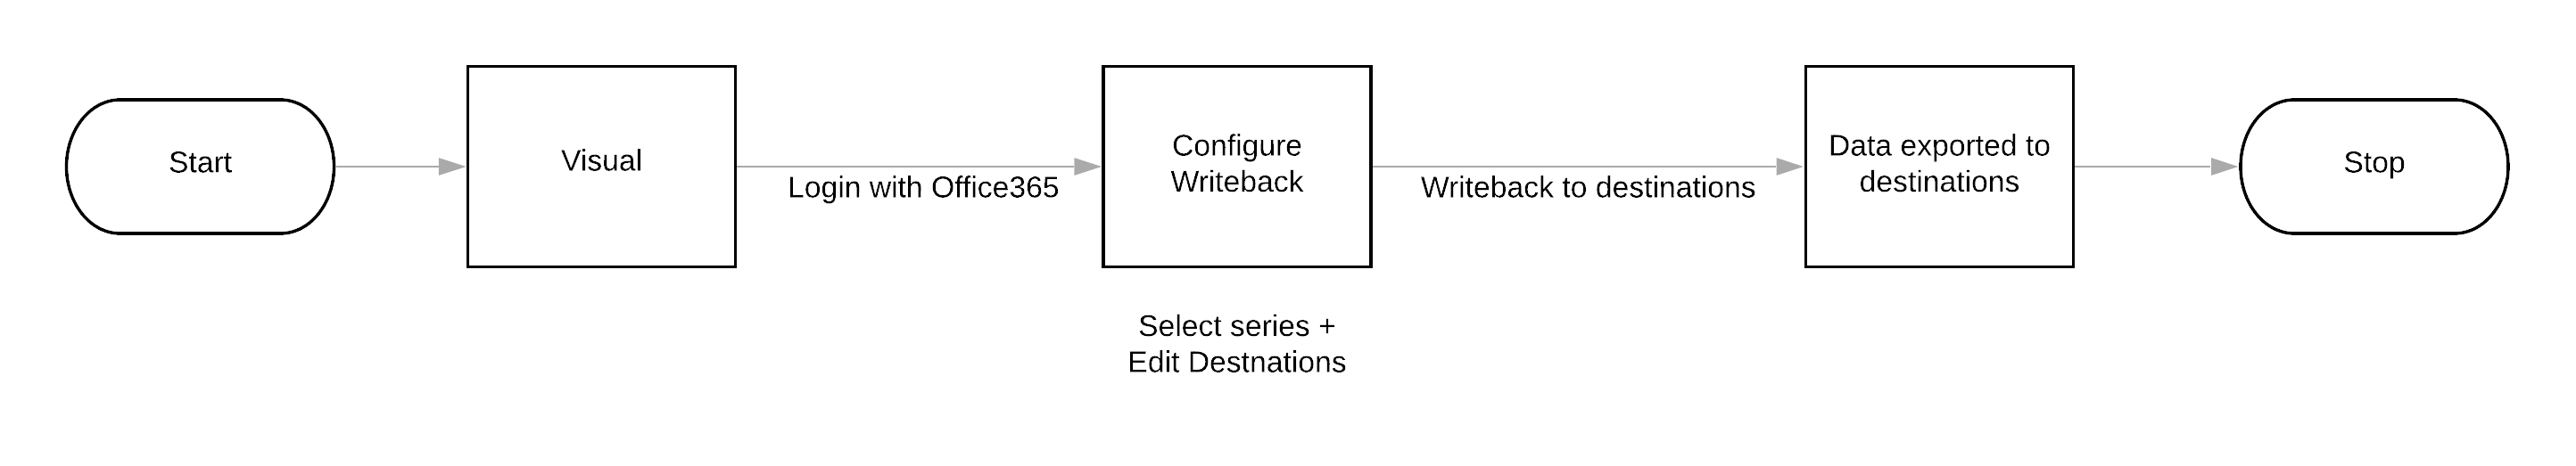 Start
Visual
Login with Office365
Configure
Writeback
Select series +
Edit Destnations
Writeback to destinations
Data exported to
destinations
Stop